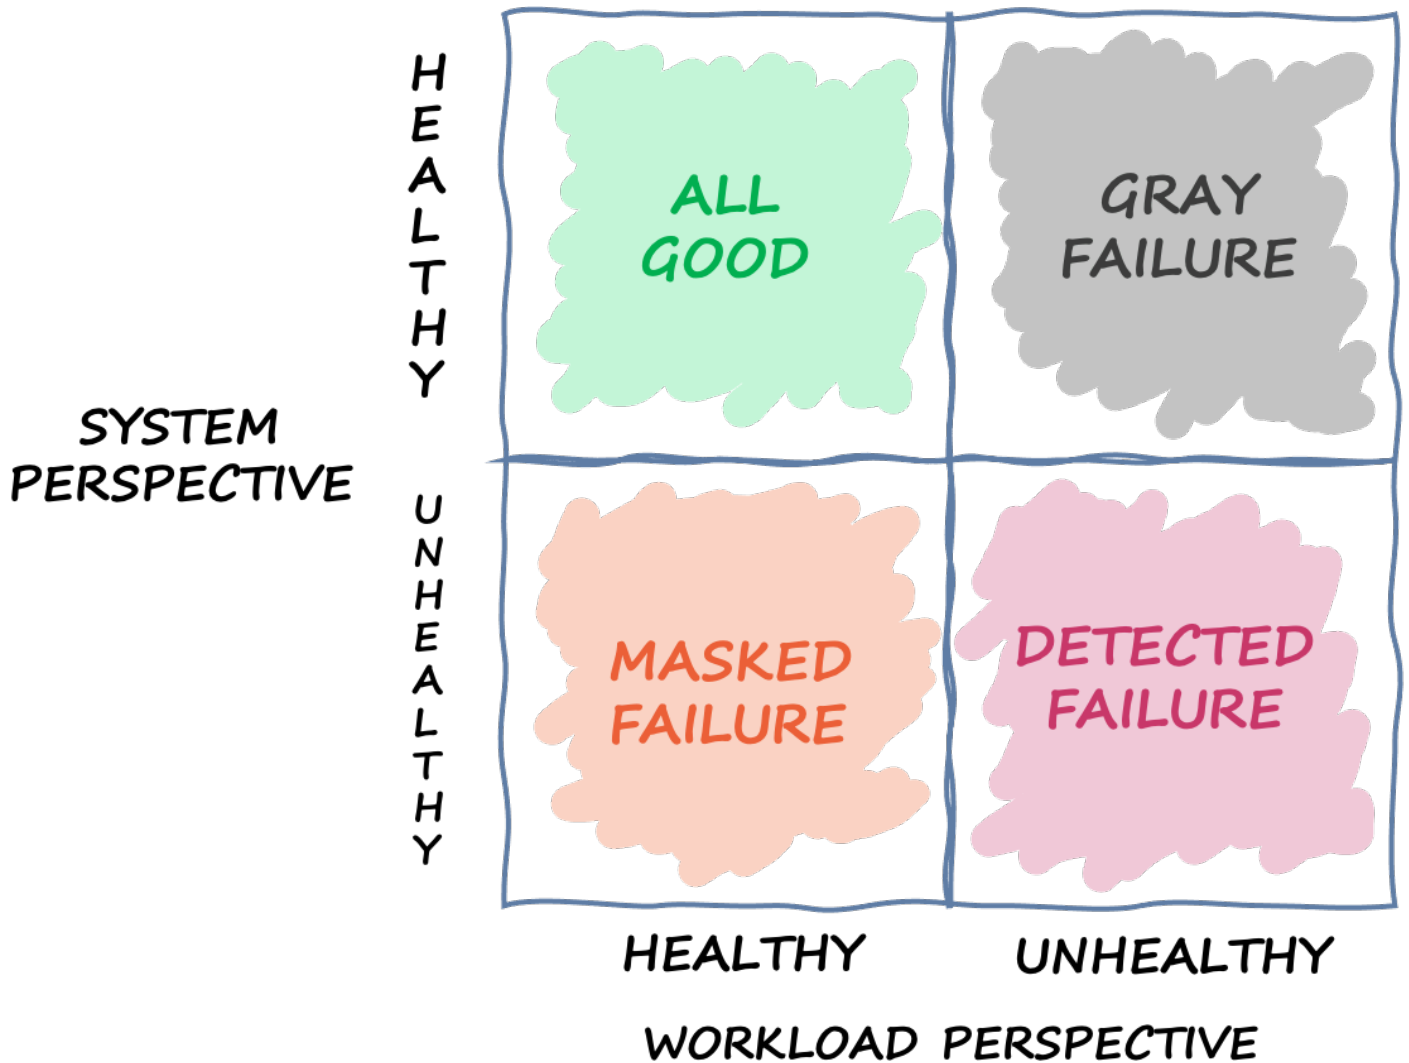 HEALTHY
ALL
GOOD
GRAY
FAILURE
SYSTEM
PERSPECTIVE
UNHEALTHY
MASKED
FAILURE
DETECTED
FAILURE
HEALTHY
UNHEALTHY
WORKLOAD PERSPECTIVE